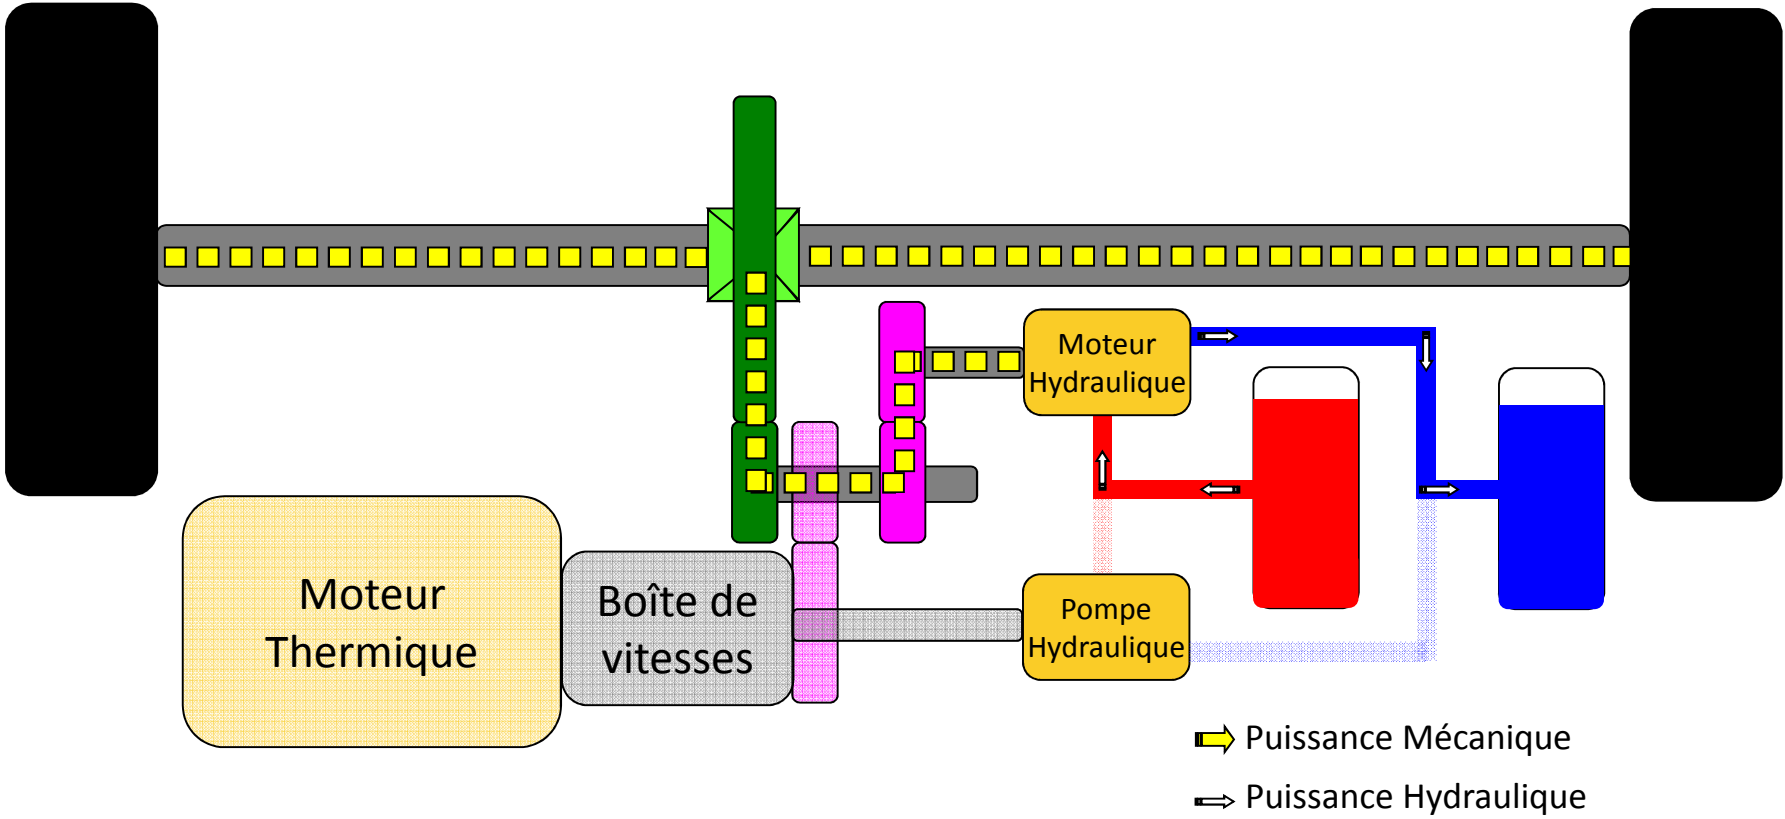 Moteur
Hydraulique
Moteur
Thermique
Boîte de
vitesses
Pompe
Hydraulique
Puissance Mécanique
Puissance Hydraulique